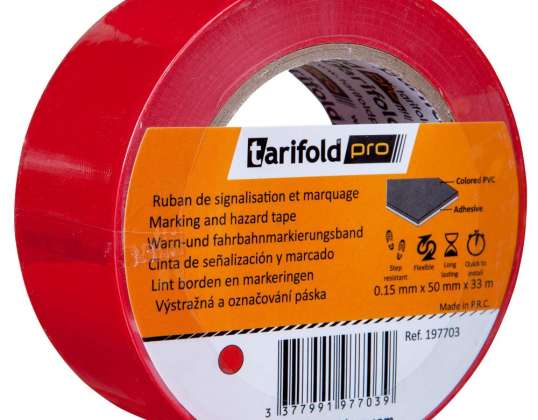 tarifold pro
Ruban de signalisation et marquage
Marking and hazard tape
Warn-und fahrbahnmarkierungsband
Cinta de señalización y marcado
Lint borden en markeringen
Výstražná a označování páska
Colored PVC
Adhesive
Step resistant
Flexible
Long lasting
Quick to install
0.15 mm x 50 mm x 33 m
Made in P.R.C.
Ref. 197703
3 377991 977039